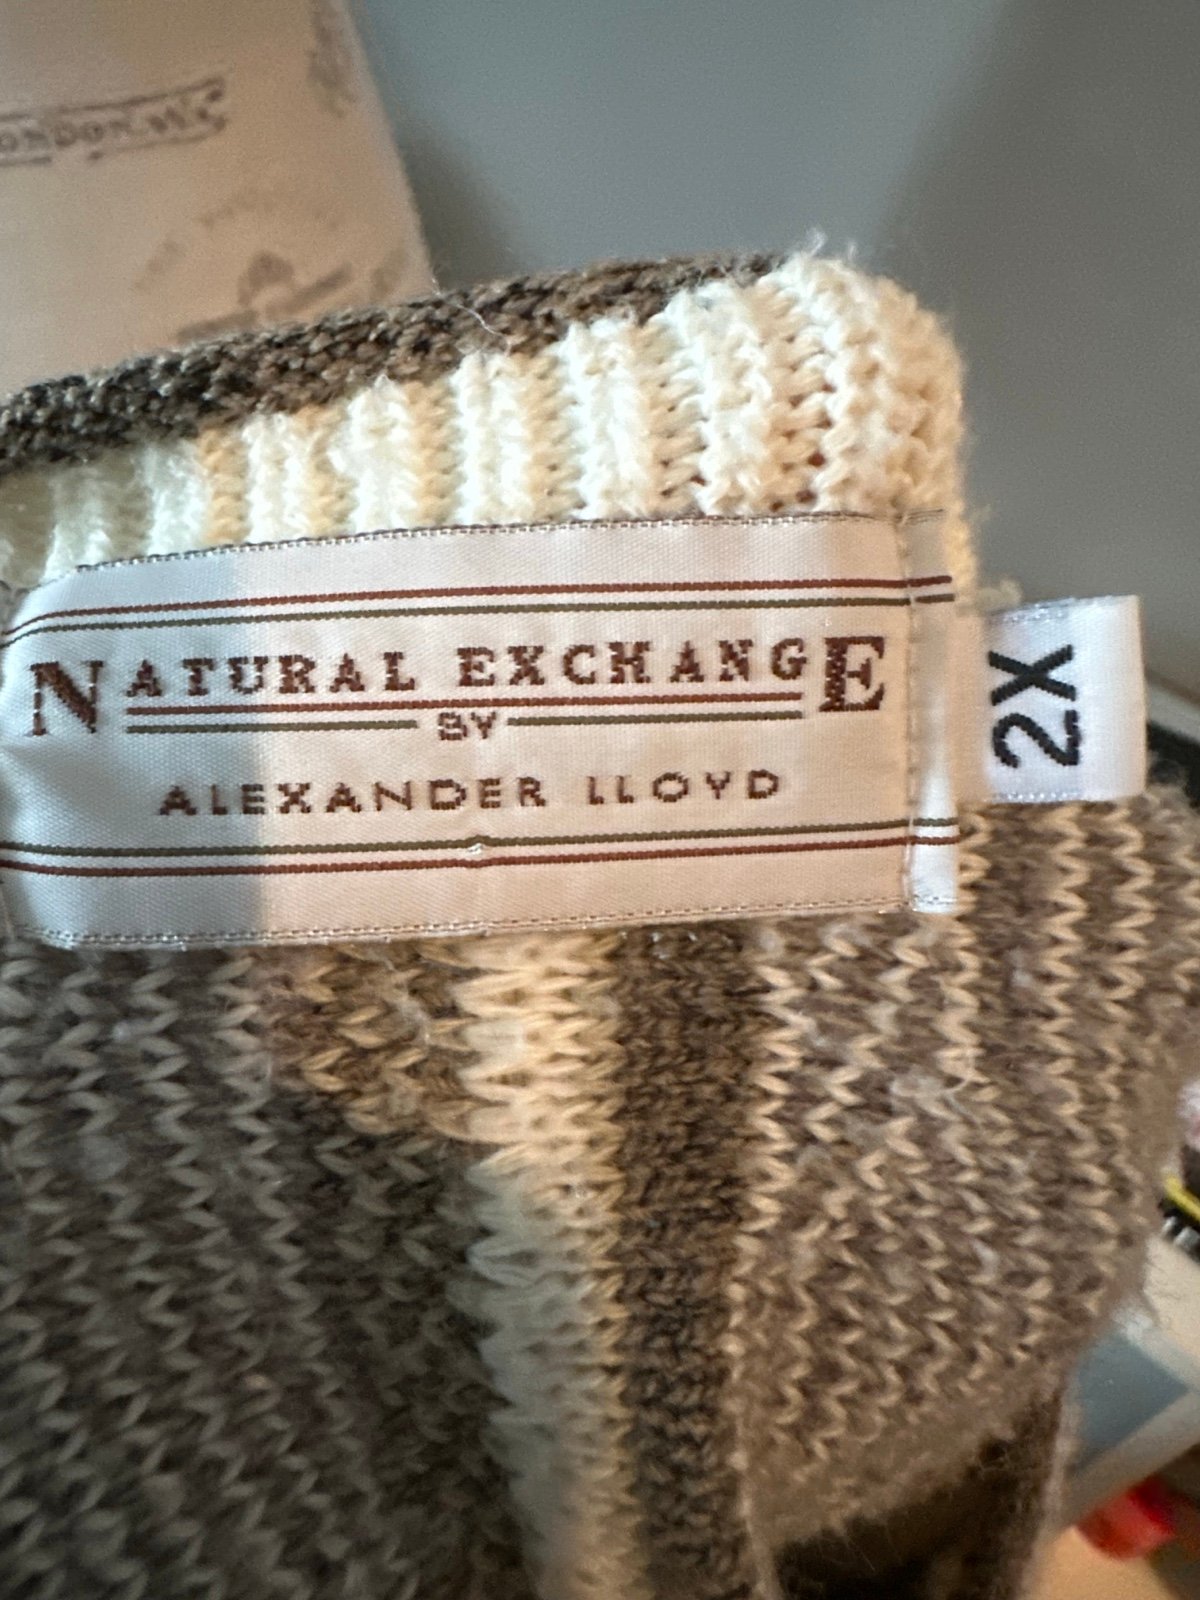 NATURAL EXCHANGE
BY
ALEXANDER LLOYD
2X